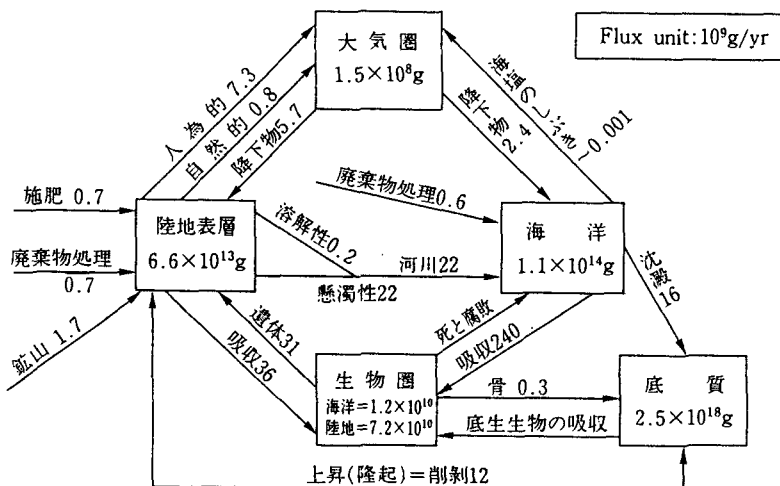 大気圏
1.5×10⁸g
Flux unit:10⁹g/yr
人為的 7.3
自然的 0.8
降下物5.7
降下物2.4
海塩のしぶき~0.001
施肥 0.7
廃棄物処理
0.7
鉱山 1.7
陸地表層
6.6×10¹³g
溶解性0.2
廃棄物処理0.6
河川22
懸濁性22
海洋
1.1×10¹⁴g
沈澱
16
遺体31
吸収36
死と腐敗
吸収240
生物圏
海洋=1.2×10¹⁰
陸地=7.2×10¹⁰
骨 0.3
底生生物の吸収
底質
2.5×10¹⁸g
上昇(隆起)=削剝12